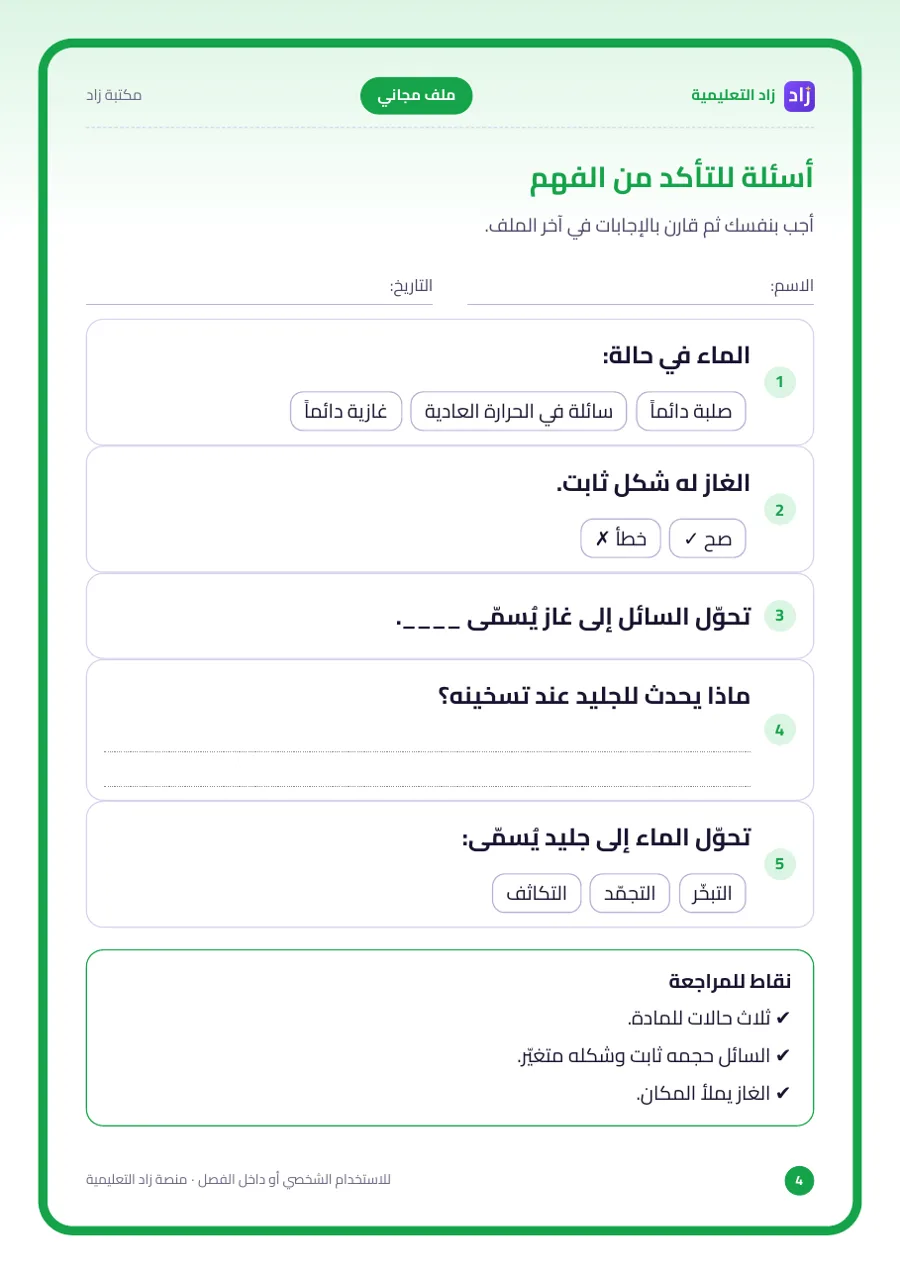 زاد زاد التعليمية
ملف مجاني
مكتبة زاد
أسئلة للتأكد من الفهم
أجب بنفسك ثم قارن بالإجابات في آخر الملف.
الاسم:
التاريخ:
1
الماء في حالة:
صلبة دائماً
سائلة في الحرارة العادية
غازية دائماً
2
الغاز له شكل ثابت.
صح ✓
خطأ ✗
3
تحوّل السائل إلى غاز يُسمّى ____.
4
ماذا يحدث للجليد عند تسخينه؟
5
تحوّل الماء إلى جليد يُسمّى:
التبخّر
التجمّد
التكاثف
نقاط للمراجعة
✔ ثلاث حالات للمادة.
✔ السائل حجمه ثابت وشكله متغيّر.
✔ الغاز يملأ المكان.
4
للاستخدام الشخصي أو داخل الفصل · منصة زاد التعليمية